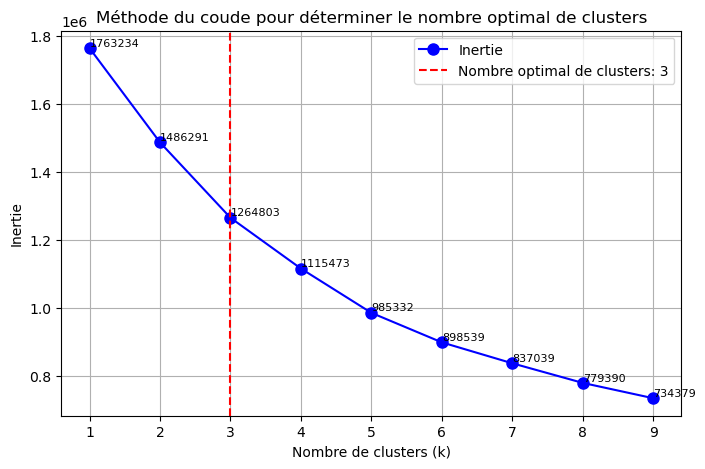 Méthode du coude pour déterminer le nombre optimal de clusters
1e6
1.8
1.6
1.4
1.2
1.0
0.8
Inertie
1763234
1486291
1264803
1115473
985332
898539
837039
779390
734379
Inertie
Nombre optimal de clusters: 3
1 2 3 4 5 6 7 8 9
Nombre de clusters (k)